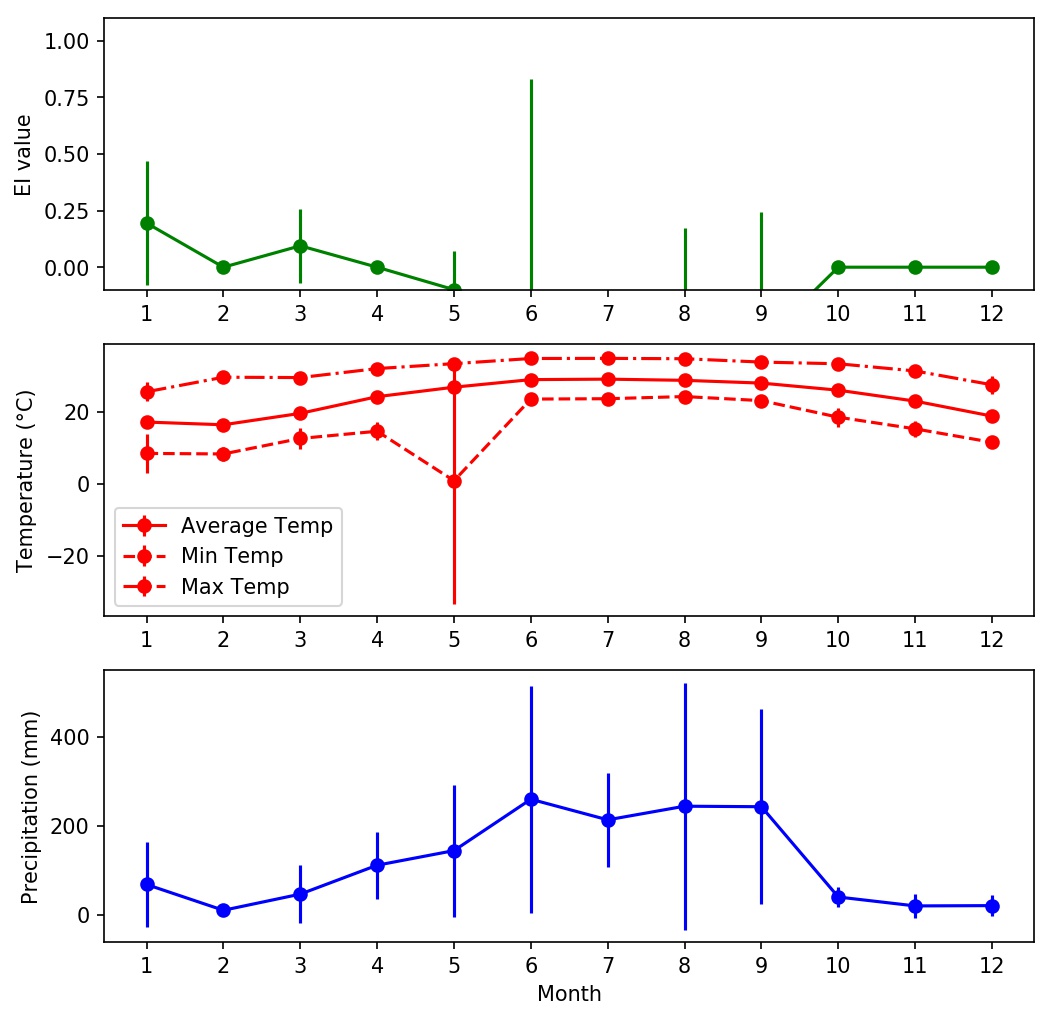 EI value
1.00
0.75
0.50
0.25
0.00
1 2 3 4 5 6 7 8 9 10 11 12
Temperature (°C)
20
0
−20
Average Temp
Min Temp
Max Temp
1 2 3 4 5 6 7 8 9 10 11 12
Precipitation (mm)
400
200
0
1 2 3 4 5 6 7 8 9 10 11 12
Month